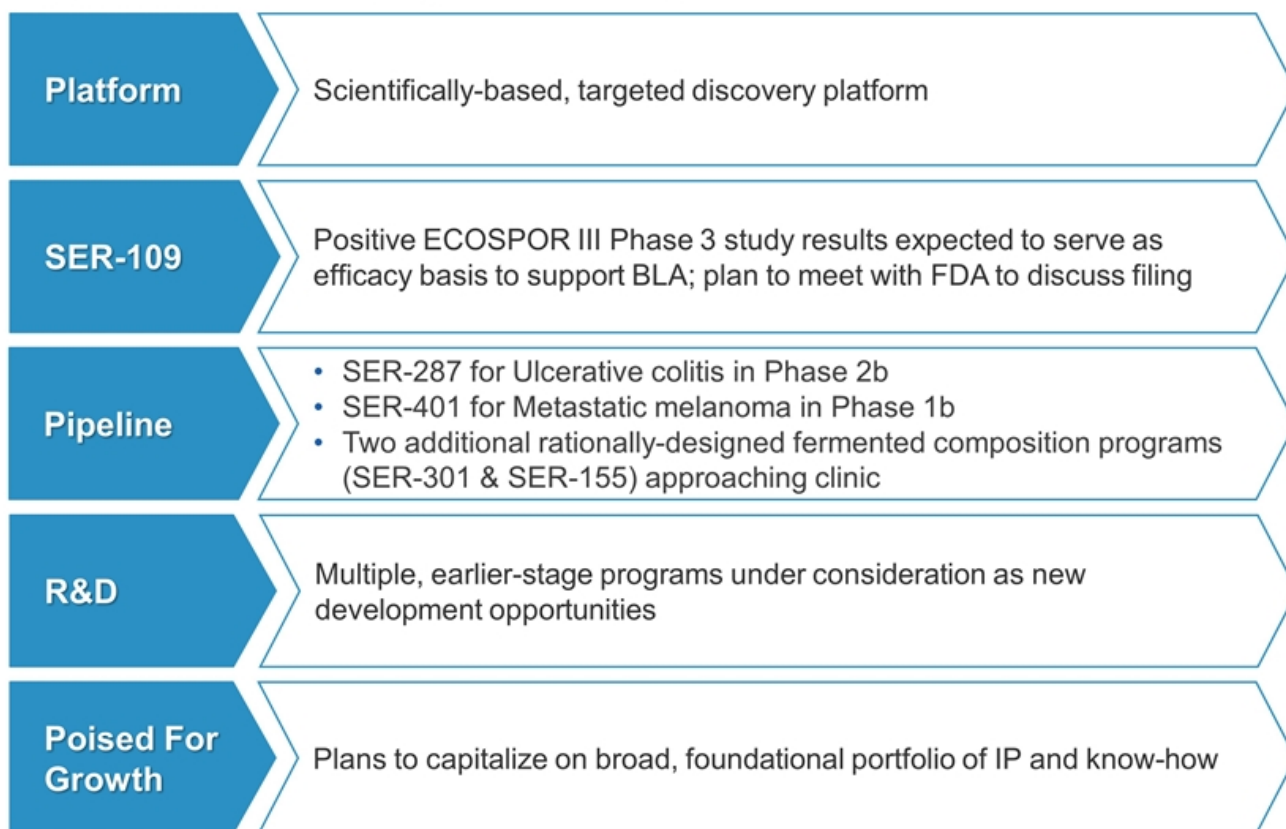 Platform
Scientifically-based, targeted discovery platform
SER-109
Positive ECOSPOR III Phase 3 study results expected to serve as
efficacy basis to support BLA; plan to meet with FDA to discuss filing
Pipeline
• SER-287 for Ulcerative colitis in Phase 2b
• SER-401 for Metastatic melanoma in Phase 1b
• Two additional rationally-designed fermented composition programs
(SER-301 & SER-155) approaching clinic
R&D
Multiple, earlier-stage programs under consideration as new
development opportunities
Poised For
Growth
Plans to capitalize on broad, foundational portfolio of IP and know-how